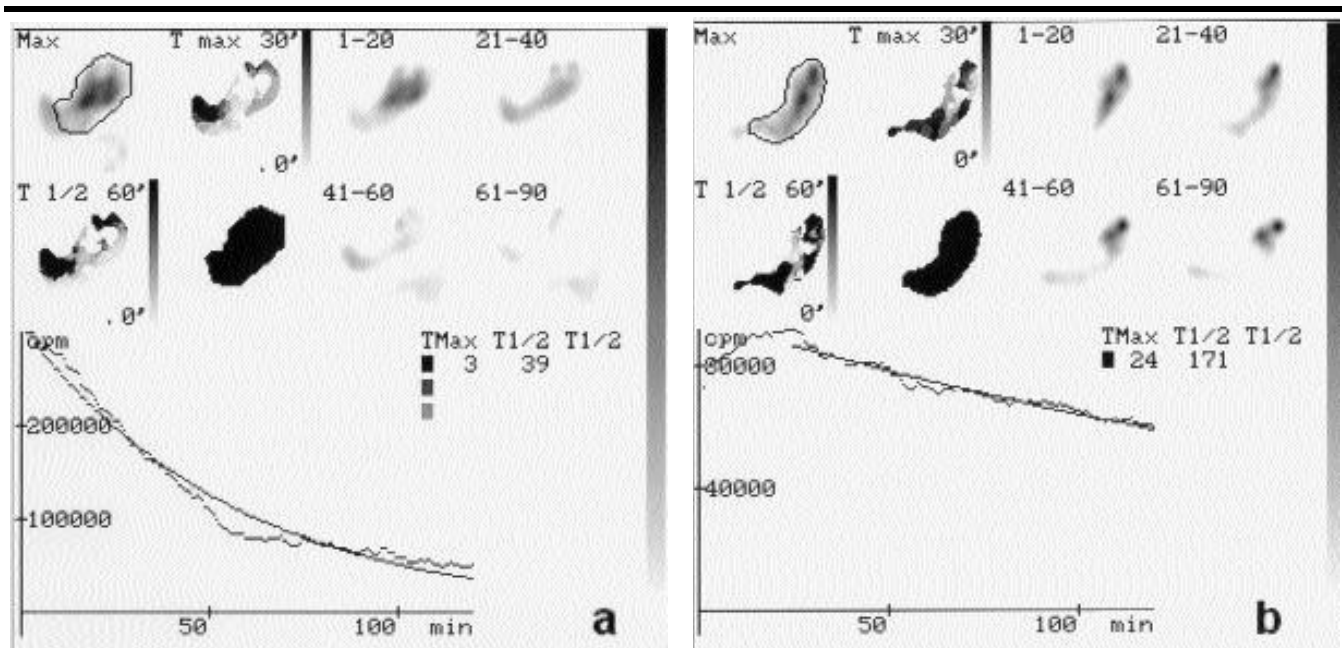 Max T max 30' 1-20 21-40
. 0'
T 1/2 60' 41-60 61-90
. 0'
cpm
TMax T1/2 T1/2
3 39
200000
100000
50 100 min
a
Max T max 30' 1-20 21-40
0'
T 1/2 60' 41-60 61-90
0'
cpm
TMax T1/2 T1/2
24 171
80000
40000
50 100 min
b